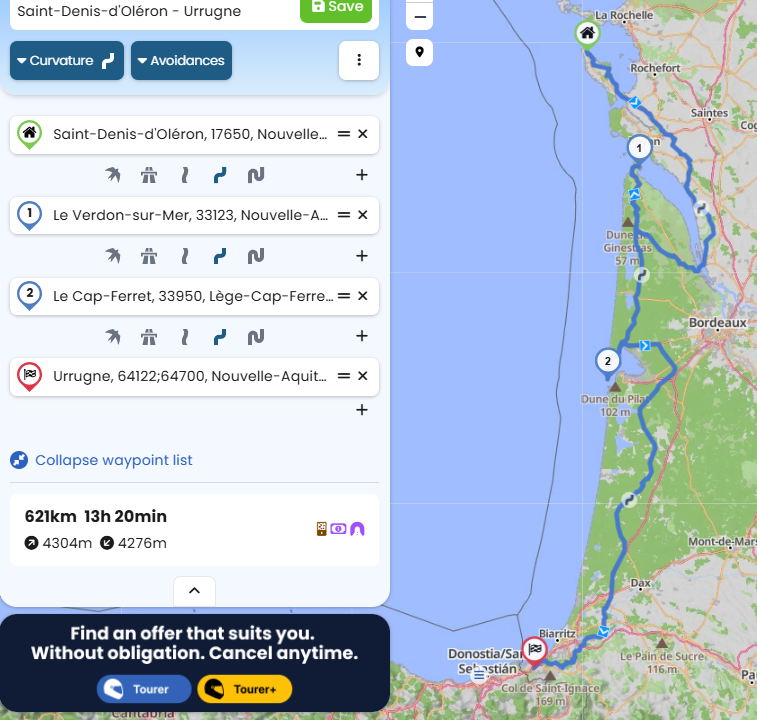 Saint-Denis-d'Oléron - Urrugne
Save
Curvature
Avoidances
Saint-Denis-d'Oléron, 17650, Nouvelle...
1
Le Verdon-sur-Mer, 33123, Nouvelle-A...
2
Le Cap-Ferret, 33950, Lège-Cap-Ferre...
Urrugne, 64122;64700, Nouvelle-Aquit...
Collapse waypoint list
621km 13h 20min
4304m 4276m
Find an offer that suits you.
Without obligation. Cancel anytime.
Tourer
Tourer+
La Rochelle
Rochefort
Saintes
Cog
1
an
Dune de
Ginest
57 m
Bordeaux
2
Dune du Pilat
102 m
Mont-de-Mars
Dax
Biarritz
Donostia/San
Sebastián
Col de Saint-Ignace
169 m
Le Pain de Sucre
116 m
Pau
Cantabria